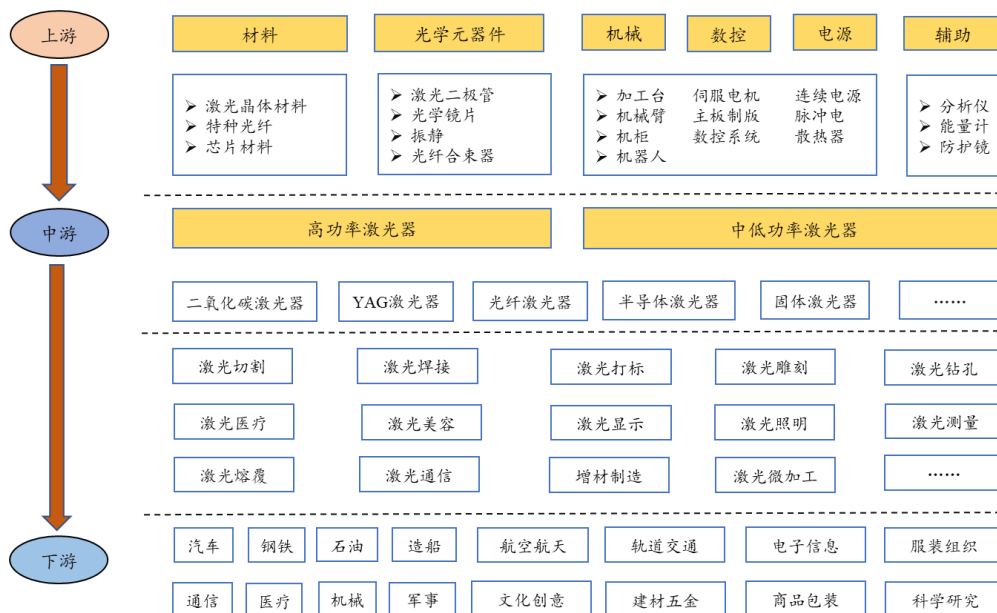 上游
材料
光学元器件
机械
数控
电源
辅助
激光晶体材料
特种光纤
芯片材料
激光二极管
光学镜片
振静
光纤合束器
加工台 伺服电机 连续电源
机械臂 主板制版 脉冲电
机柜 数控系统 散热器
机器人
分析仪
能量计
防护镜
中游
高功率激光器
中低功率激光器
二氧化碳激光器
YAG激光器
光纤激光器
半导体激光器
固体激光器
……
激光切割
激光焊接
激光打标
激光雕刻
激光钻孔
激光医疗
激光美容
激光显示
激光照明
激光测量
激光熔覆
激光通信
增材制造
激光微加工
……
下游
汽车
钢铁
石油
造船
航空航天
轨道交通
电子信息
服装组织
通信
医疗
机械
军事
文化创意
建材五金
商品包装
科学研究